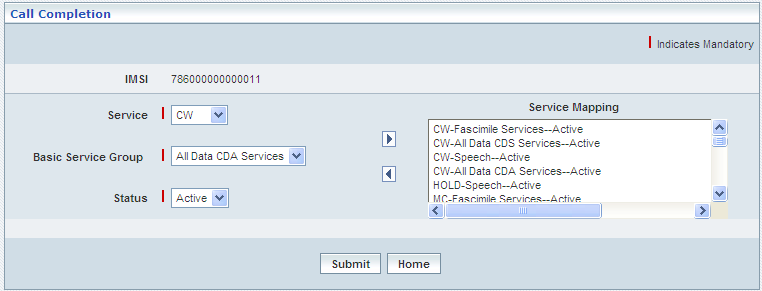 Call Completion
Indicates Mandatory
IMSI 786000000000011
Service CW
Basic Service Group All Data CDA Services
Status Active
Service Mapping
CW-Fascimile Services--Active
CW-All Data CDS Services--Active
CW-Speech--Active
CW-All Data CDA Services--Active
HOLD-Speech--Active
MC-Fascimile Services--Active
Submit Home